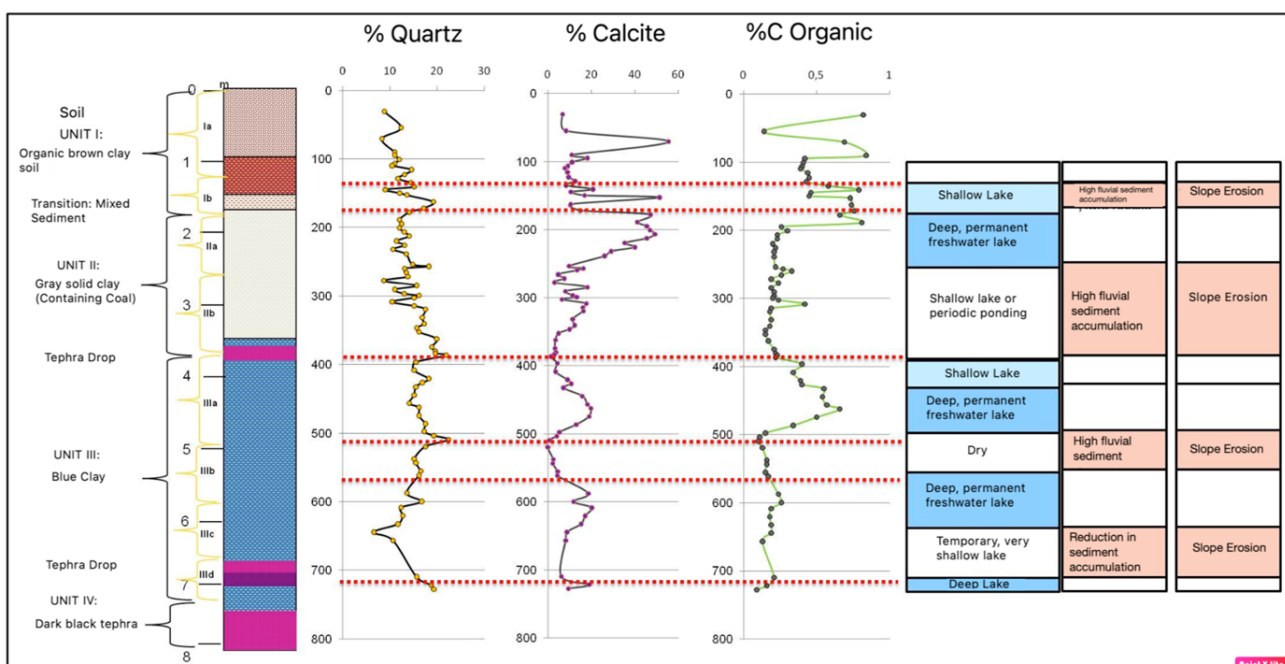 % Quartz
% Calcite
%C Organic
0 10 20 30
0 20 40 60
0 0,5 1
0
100
200
300
400
500
600
700
800
0
100
200
300
400
500
600
700
800
0
100
200
300
400
500
600
700
800
m
0
1
2
3
4
5
6
7
8
Soil
UNIT I:
Organic brown clay
soil
Transition: Mixed
Sediment
UNIT II:
Gray solid clay
(Containing Coal)
Tephra Drop
UNIT III:
Blue Clay
Tephra Drop
UNIT IV:
Dark black tephra
Ia
Ib
IIa
IIb
IIIa
IIIb
IIIc
IIId
Shallow Lake
Deep, permanent
freshwater lake
Shallow lake or
periodic ponding
Shallow Lake
Deep, permanent
freshwater lake
Dry
Deep, permanent
freshwater lake
Temporary, very
shallow lake
Deep Lake
High fluvial sediment
accumulation
High fluvial
sediment
accumulation
High fluvial
sediment
Reduction in
sediment
accumulation
Slope Erosion
Slope Erosion
Slope Erosion
Slope Erosion